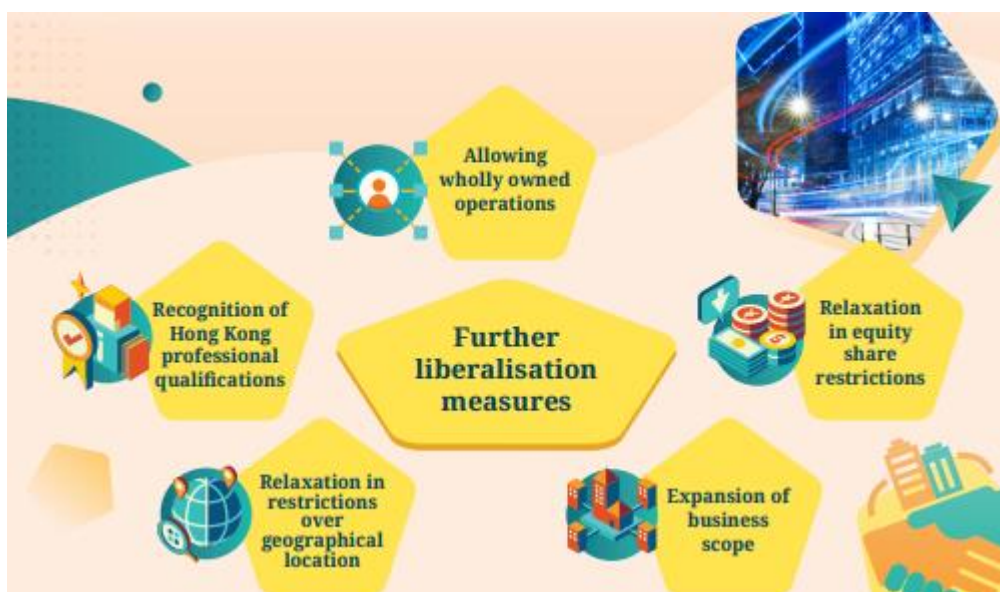 Allowing
wholly owned
operations
Recognition of
Hong Kong
professional
qualifications
Further
liberalisation
measures
Relaxation
in equity
share
restrictions
Relaxation in
restrictions
over
geographical
location
Expansion of
business
scope